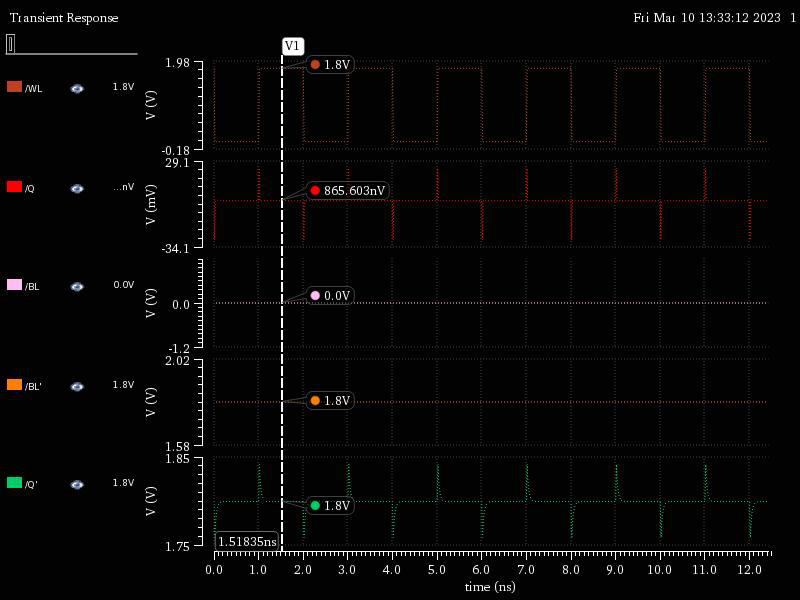 Transient Response
Fri Mar 10 13:33:12 2023 1
V1
/WL 1.8V
V (V)
1.98
-0.18
1.8V
/Q ...nV
V (mV)
29.1
-34.1
865.603nV
/BL 0.0V
V (V)
0.0
-1.2
0.0V
/BL' 1.8V
V (V)
2.02
1.58
1.8V
/Q' 1.8V
V (V)
1.85
1.75
1.8V
1.51835ns
0.0 1.0 2.0 3.0 4.0 5.0 6.0 7.0 8.0 9.0 10.0 11.0 12.0
time (ns)